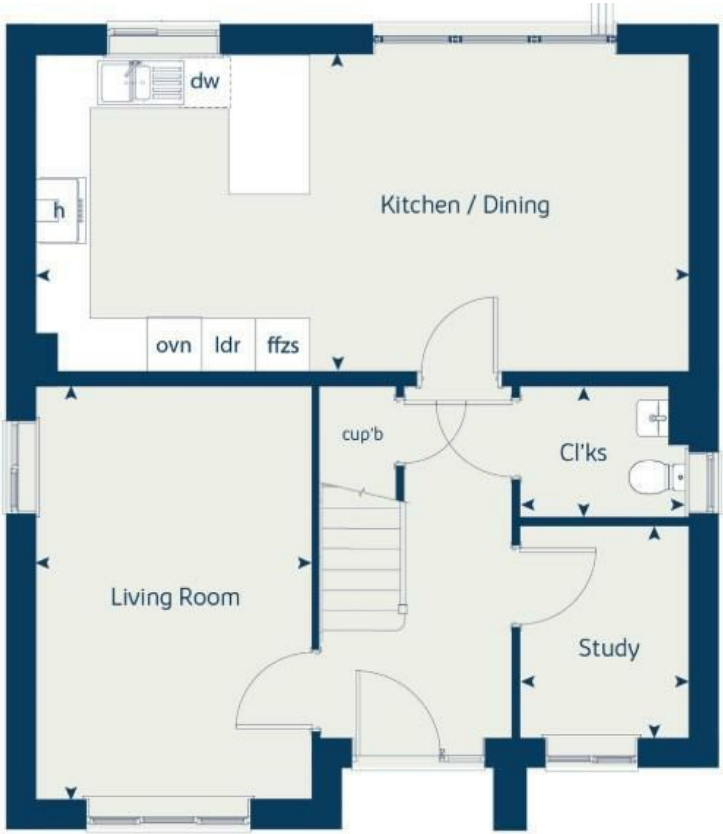 dw
h
Kitchen / Dining
ovn ldr ffzs
cup'b
Cl'ks
Living Room
Study